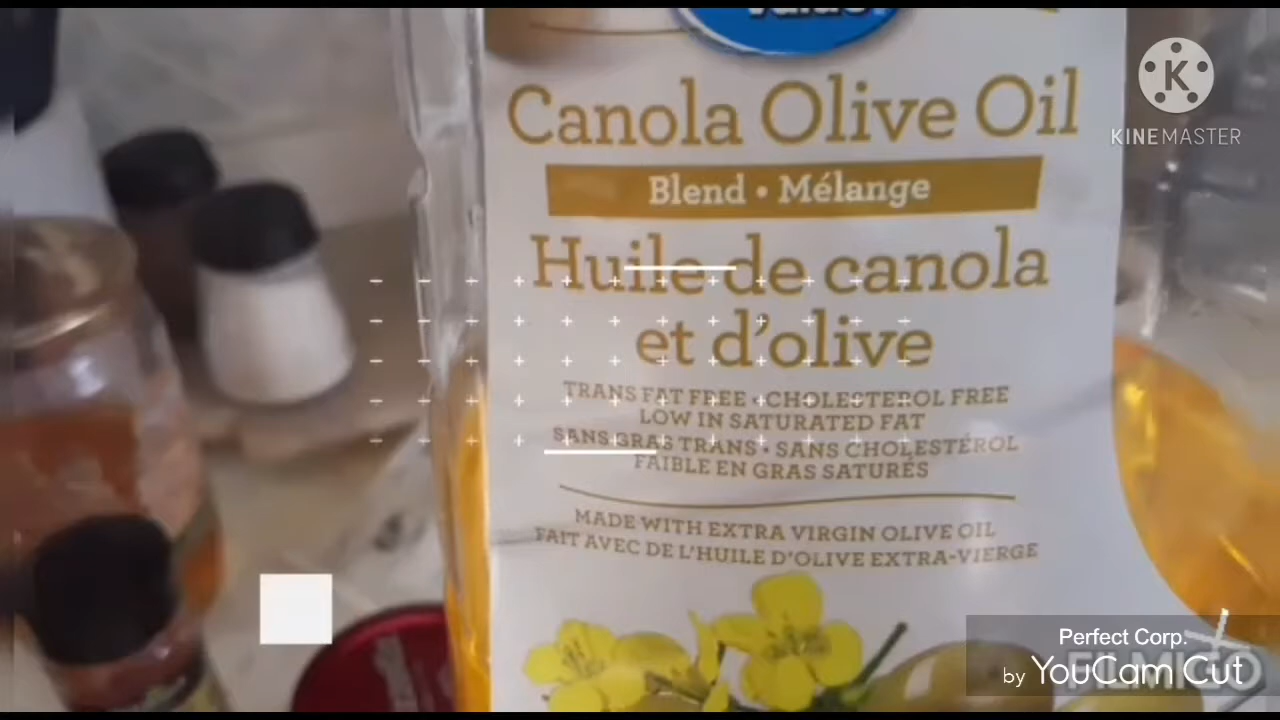 Value
Canola Olive Oil
Blend • Mélange
Huile de canola
et d'olive
TRANS FAT FREE • CHOLESTEROL FREE
LOW IN SATURATED FAT
SANS GRAS TRANS • SANS CHOLESTÉROL
FAIBLE EN GRAS SATURÉS
MADE WITH EXTRA VIRGIN OLIVE OIL
FAIT AVEC DE L'HUILE D'OLIVE EXTRA-VIERGE
K
KINEMASTER
Perfect Corp.
by YouCam Cut
FILMIGO